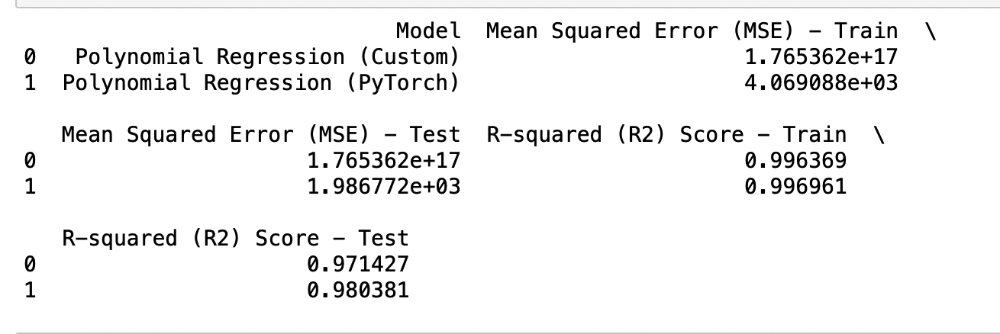 Model Mean Squared Error (MSE) - Train \
0 Polynomial Regression (Custom) 1.765362e+17
1 Polynomial Regression (PyTorch) 4.069088e+03
Mean Squared Error (MSE) - Test R-squared (R2) Score - Train \
0 1.765362e+17 0.996369
1 1.986772e+03 0.996961
R-squared (R2) Score - Test
0 0.971427
1 0.980381